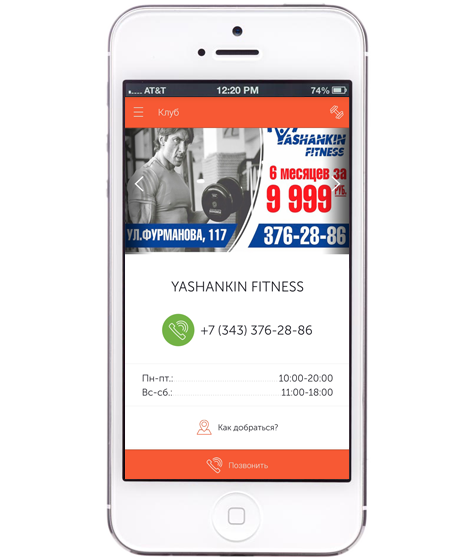 AT&T 12:20 PM 74%
Клуб
YASHANKIN
FITNESS
6 месяцев за
9 999 РУБ.
УЛ.ФУРМАНОВА, 117 376-28-86
YASHANKIN FITNESS
+7 (343) 376-28-86
Пн-пт.: 10:00-20:00
Вс-сб.: 11:00-18:00
Как добраться?
Позвонить